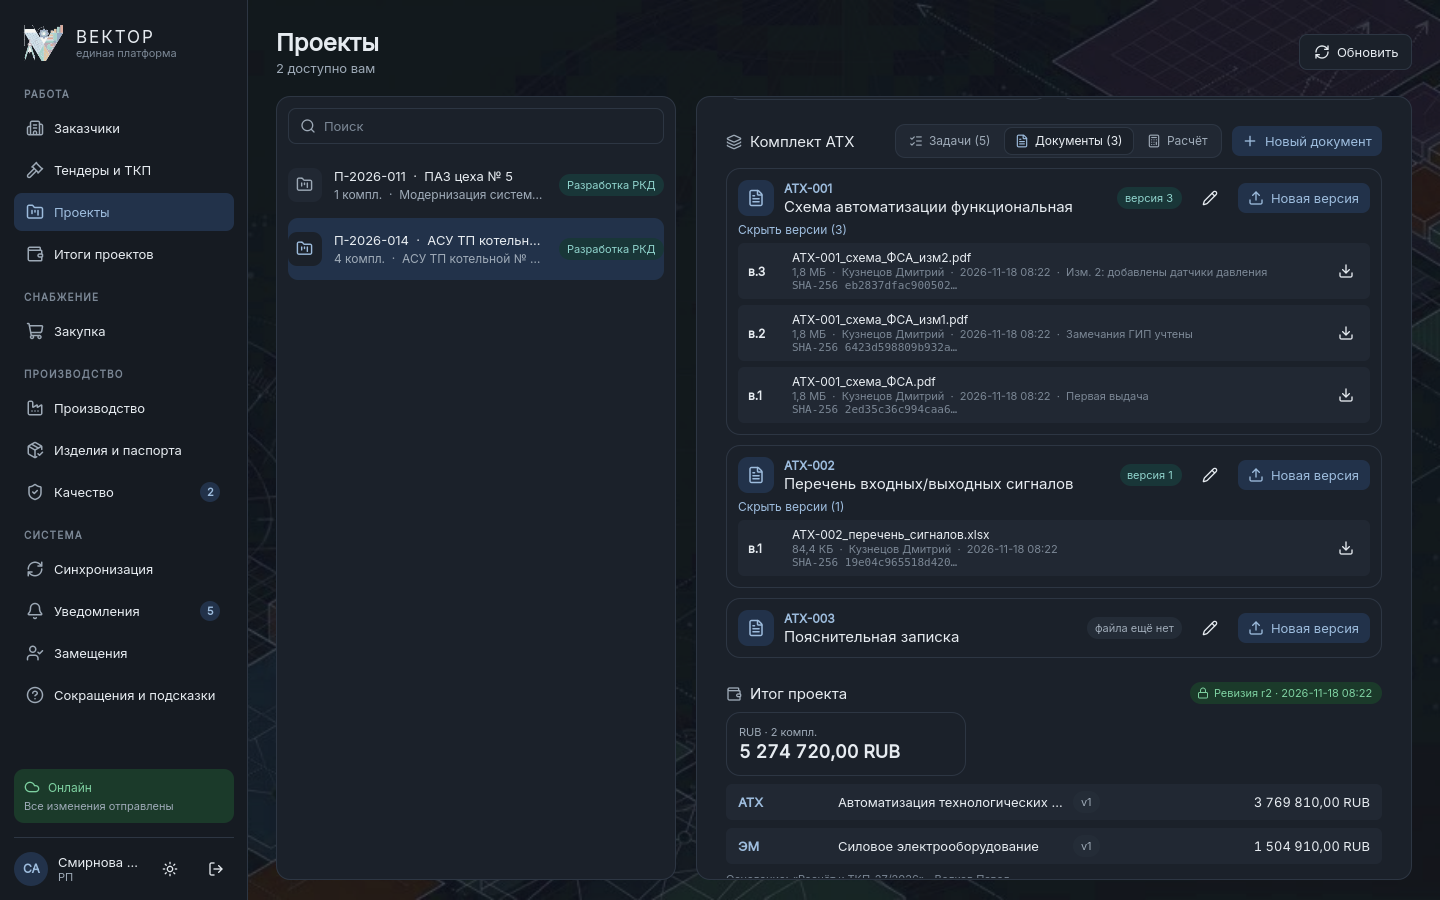 ВЕКТОР
единая платформа
РАБОТА
Заказчики
Тендеры и ТКП
Проекты
Итоги проектов
СНАБЖЕНИЕ
Закупка
ПРОИЗВОДСТВО
Производство
Изделия и паспорта
Качество 2
СИСТЕМА
Синхронизация
Уведомления 5
Замещения
Сокращения и подсказки
Онлайн
Все изменения отправлены
СА
Смирнова ...
РП
Проекты
2 доступно вам
Обновить
Поиск
П-2026-011 · ПАЗ цеха № 5
1 компл. · Модернизация систем...
Разработка РКД
П-2026-014 · АСУ ТП котельн...
4 компл. · АСУ ТП котельной № ...
Разработка РКД
Комплект АТХ
Задачи (5)
Документы (3)
Расчёт
Новый документ
АТХ-001
Схема автоматизации функциональная
версия 3
Новая версия
Скрыть версии (3)
в.3
АТХ-001_схема_ФСА_изм2.pdf
1,8 МБ · Кузнецов Дмитрий · 2026-11-18 08:22 · Изм. 2: добавлены датчики давления
SHA-256 eb2837dfac900502…
в.2
АТХ-001_схема_ФСА_изм1.pdf
1,8 МБ · Кузнецов Дмитрий · 2026-11-18 08:22 · Замечания ГИП учтены
SHA-256 6423d598809b932a…
в.1
АТХ-001_схема_ФСА.pdf
1,8 МБ · Кузнецов Дмитрий · 2026-11-18 08:22 · Первая выдача
SHA-256 2ed35c36c994caa6…
АТХ-002
Перечень входных/выходных сигналов
версия 1
Новая версия
Скрыть версии (1)
в.1
АТХ-002_перечень_сигналов.xlsx
84,4 КБ · Кузнецов Дмитрий · 2026-11-18 08:22
SHA-256 19e04c965518d420…
АТХ-003
Пояснительная записка
файла ещё нет
Новая версия
Итог проекта
Ревизия r2 · 2026-11-18 08:22
RUB · 2 компл.
5 274 720,00 RUB
АТХ Автоматизация технологических ... v1 3 769 810,00 RUB
ЭМ Силовое электрооборудование v1 1 504 910,00 RUB